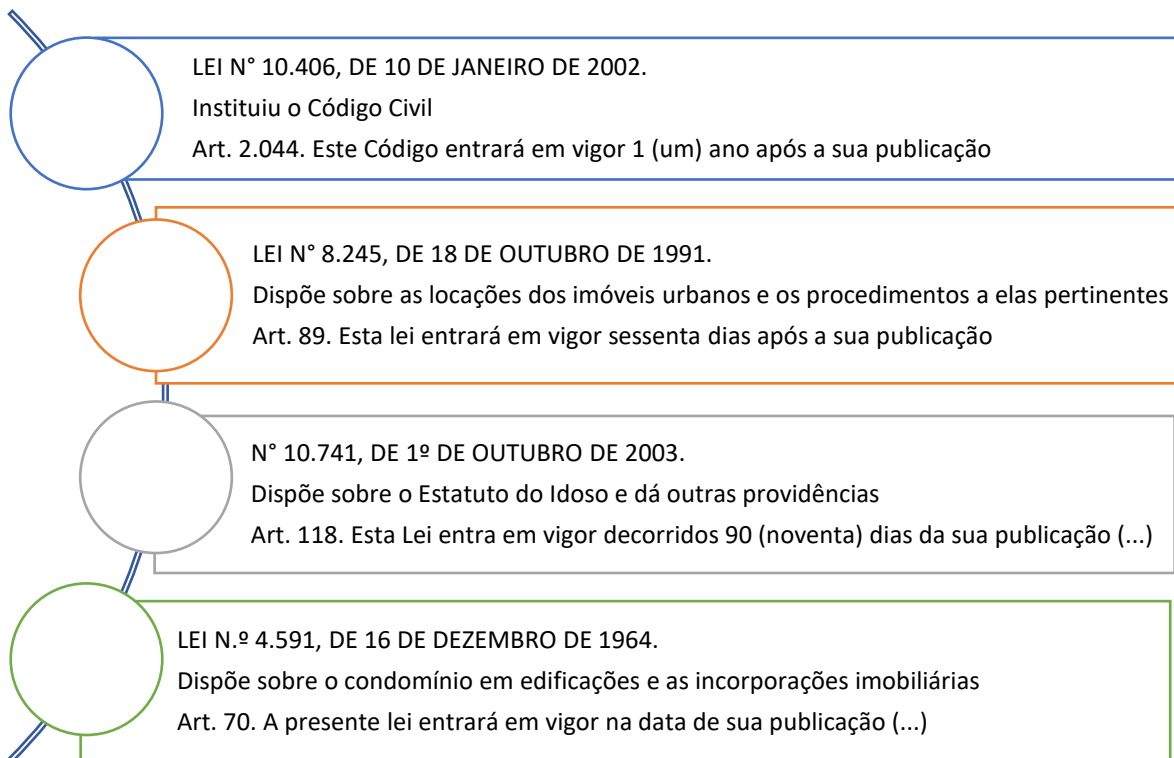 LEI N° 10.406, DE 10 DE JANEIRO DE 2002.
Instituiu o Código Civil
Art. 2.044. Este Código entrará em vigor 1 (um) ano após a sua publicação
LEI N° 8.245, DE 18 DE OUTUBRO DE 1991.
Dispõe sobre as locações dos imóveis urbanos e os procedimentos a elas pertinentes
Art. 89. Esta lei entrará em vigor sessenta dias após a sua publicação
N° 10.741, DE 1º DE OUTUBRO DE 2003.
Dispõe sobre o Estatuto do Idoso e dá outras providências
Art. 118. Esta Lei entra em vigor decorridos 90 (noventa) dias da sua publicação (...)
LEI N.º 4.591, DE 16 DE DEZEMBRO DE 1964.
Dispõe sobre o condomínio em edificações e as incorporações imobiliárias
Art. 70. A presente lei entrará em vigor na data de sua publicação (...)